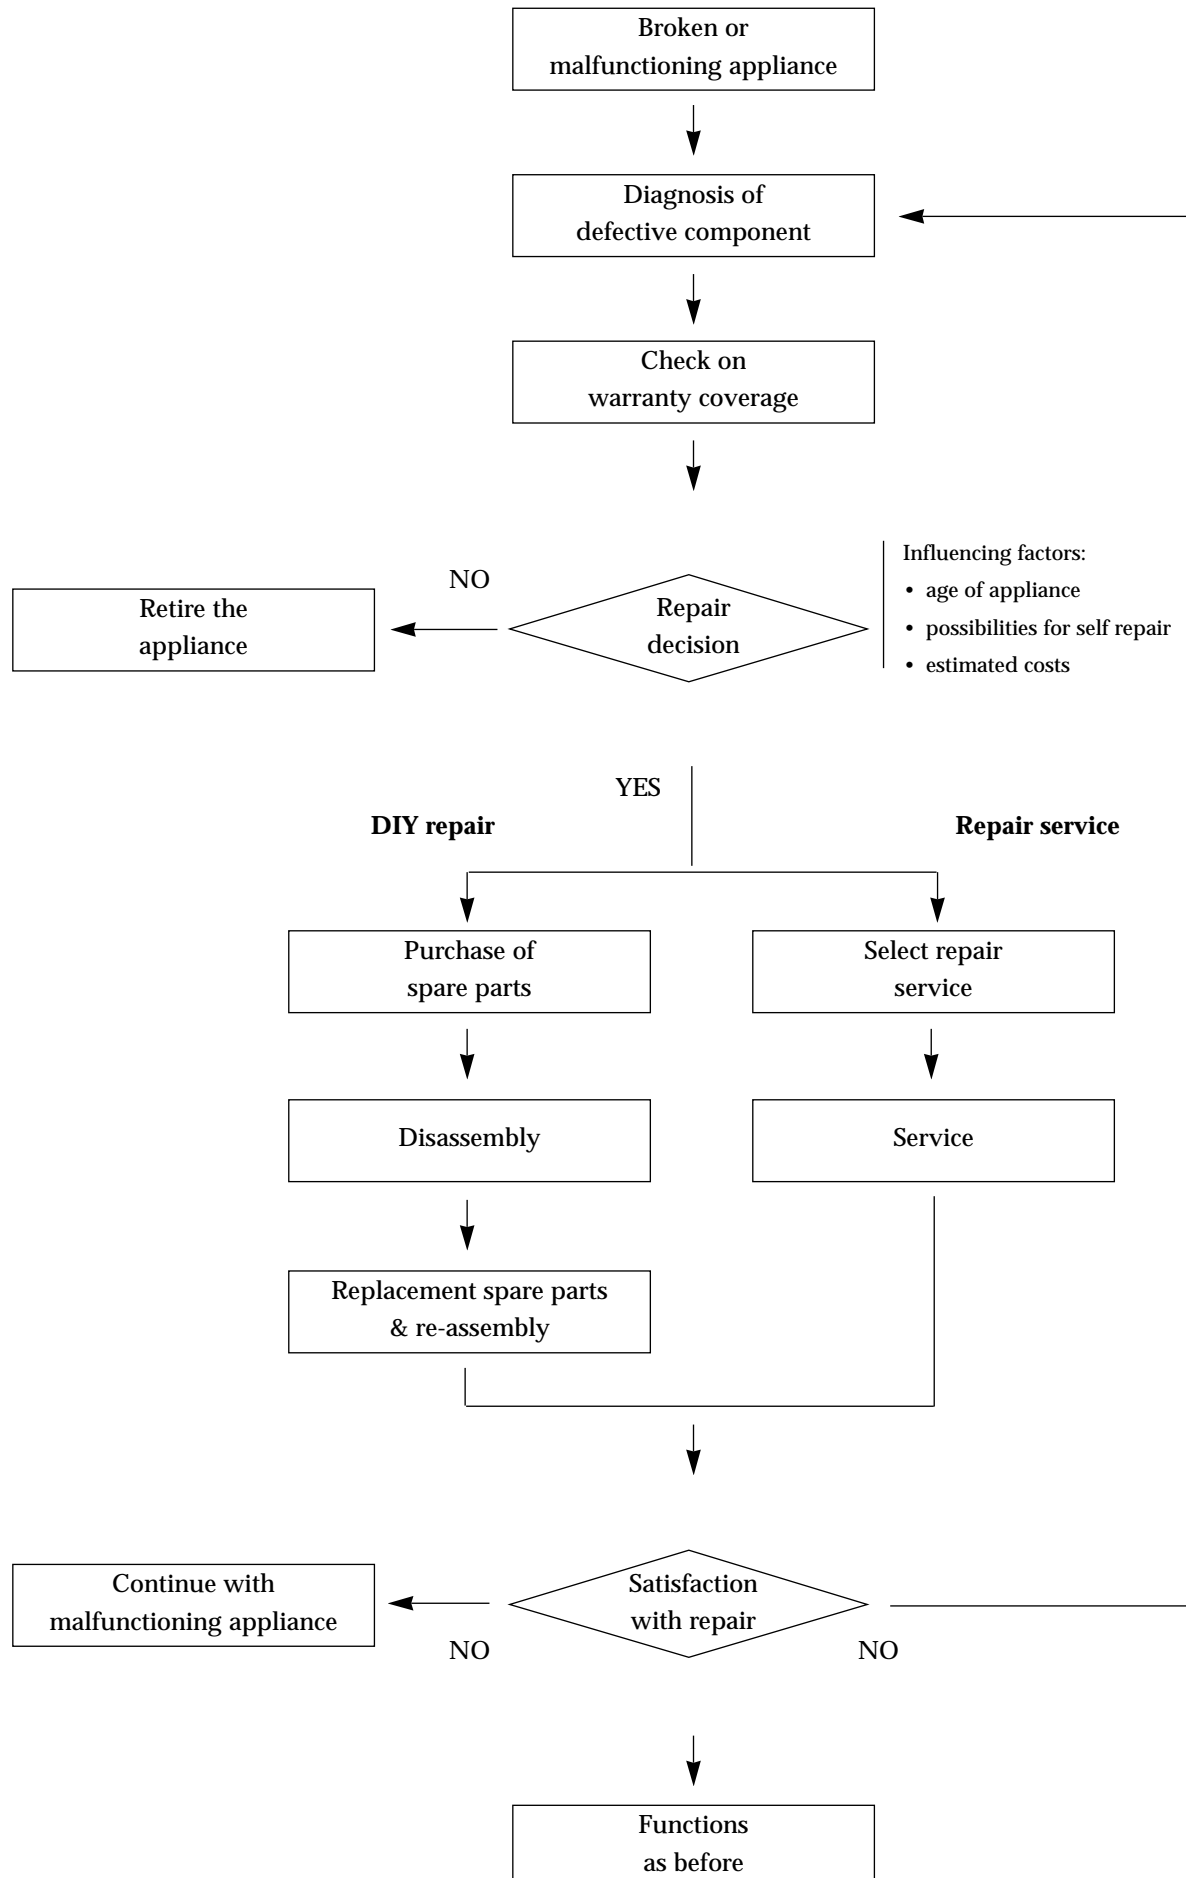 Broken or
malfunctioning appliance
Diagnosis of
defective component
Check on
warranty coverage
Influencing factors:
• age of appliance
• possibilities for self repair
• estimated costs
NO
Retire the
appliance
Repair
decision
YES
DIY repair
Repair service
Purchase of
spare parts
Select repair
service
Disassembly
Service
Replacement spare parts
& re-assembly
Continue with
malfunctioning appliance
Satisfaction
with repair
NO
NO
Functions
as before